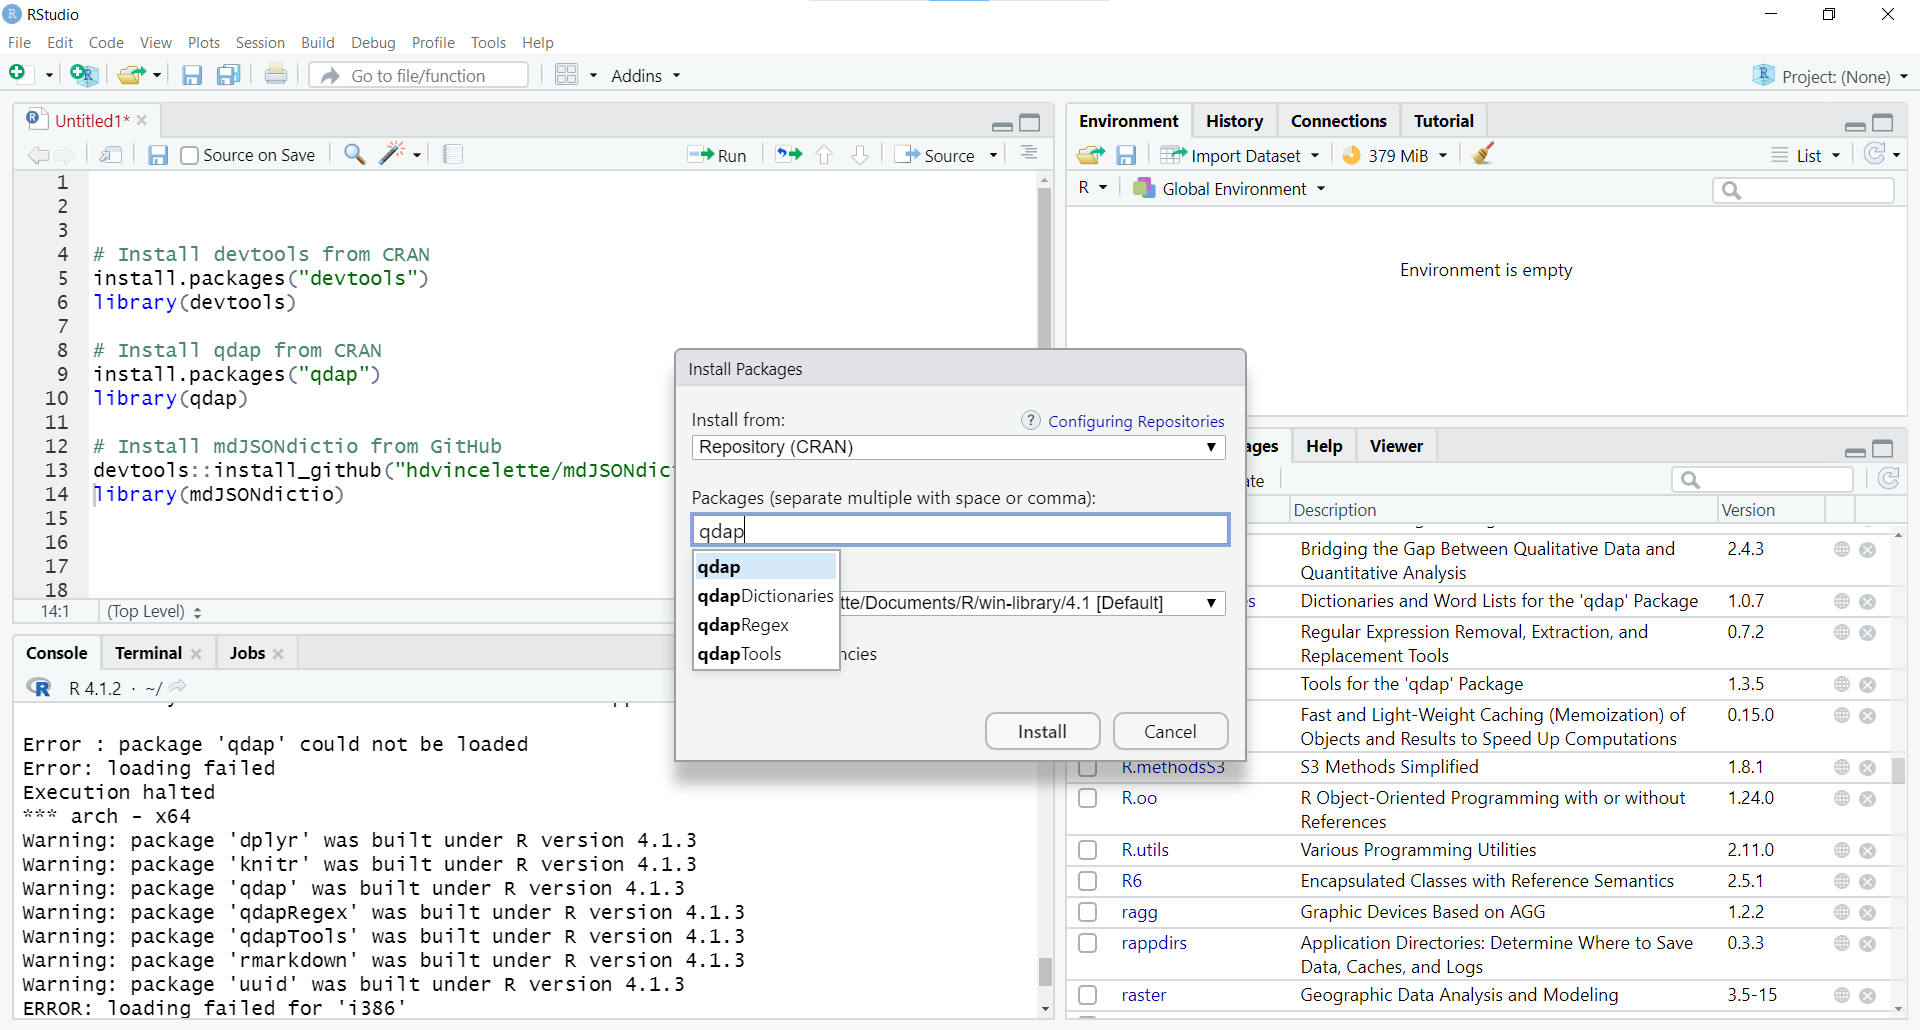 RStudio
File Edit Code View Plots Session Build Debug Profile Tools Help
Go to file/function
Addins
Project: (None)
Untitled1*
Source on Save
Run
Source
1
2
3
4 # Install devtools from CRAN
5 install.packages("devtools")
6 library(devtools)
7
8 # Install qdap from CRAN
9 install.packages("qdap")
10 library(qdap)
11
12 # Install mdJSONdictio from GitHub
13 devtools::install_github("hdvincelette/mdJSONdic
14 library(mdJSONdictio)
15
16
17
18
14:1 (Top Level)
Console Terminal Jobs
R 4.1.2 · ~/
Error : package 'qdap' could not be loaded
Error: loading failed
Execution halted
*** arch - x64
Warning: package 'dplyr' was built under R version 4.1.3
Warning: package 'knitr' was built under R version 4.1.3
Warning: package 'qdap' was built under R version 4.1.3
Warning: package 'qdapRegex' was built under R version 4.1.3
Warning: package 'qdapTools' was built under R version 4.1.3
Warning: package 'rmarkdown' was built under R version 4.1.3
Warning: package 'uuid' was built under R version 4.1.3
ERROR: loading failed for 'i386'
Install Packages
Install from:
? Configuring Repositories
Repository (CRAN)
Packages (separate multiple with space or comma):
qdap
qdap
qdapDictionaries
qdapRegex
qdapTools
tte/Documents/R/win-library/4.1 [Default]
ncies
Install Cancel
Environment History Connections Tutorial
Import Dataset 379 MiB
List
R Global Environment
Environment is empty
ages Help Viewer
ate
Description Version
Bridging the Gap Between Qualitative Data and 2.4.3
Quantitative Analysis
s Dictionaries and Word Lists for the 'qdap' Package 1.0.7
Regular Expression Removal, Extraction, and 0.7.2
Replacement Tools
Tools for the 'qdap' Package 1.3.5
Fast and Light-Weight Caching (Memoization) of 0.15.0
Objects and Results to Speed Up Computations
R.methodsS3 S3 Methods Simplified 1.8.1
R.oo R Object-Oriented Programming with or without 1.24.0
References
R.utils Various Programming Utilities 2.11.0
R6 Encapsulated Classes with Reference Semantics 2.5.1
ragg Graphic Devices Based on AGG 1.2.2
rappdirs Application Directories: Determine Where to Save 0.3.3
Data, Caches, and Logs
raster Geographic Data Analysis and Modeling 3.5-15